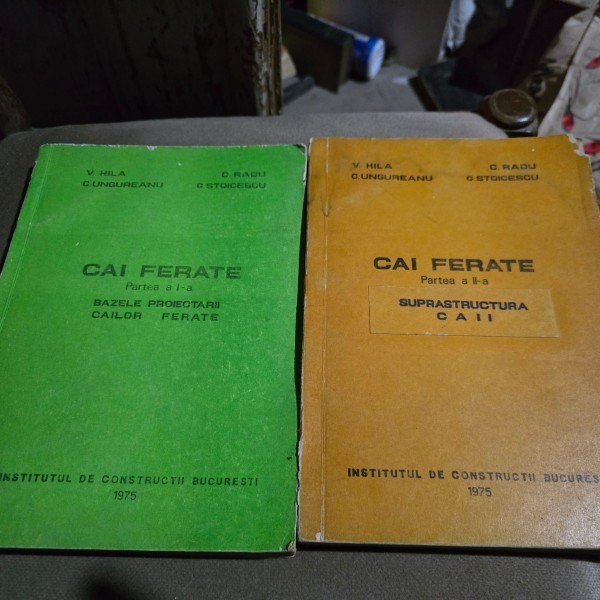 V. HILA C. RADU
C. UNGUREANU G. STOICESCU
CAI FERATE
Partea a I-a
BAZELE PROIECTARII
CAILOR FERATE
INSTITUTUL DE CONSTRUCTII BUCURESTI
1975
V. HILA C. RADU
C. UNGUREANU G. STOICESCU
CAI FERATE
Partea a II-a
SUPRASTRUCTURA
CAII
INSTITUTUL DE CONSTRUCTII BUCURES
1975